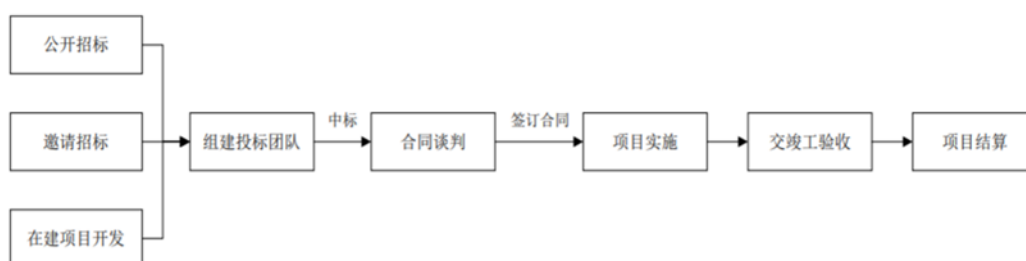 公开招标
邀请招标
在建项目开发
组建投标团队
中标
合同谈判
签订合同
项目实施
交竣工验收
项目结算